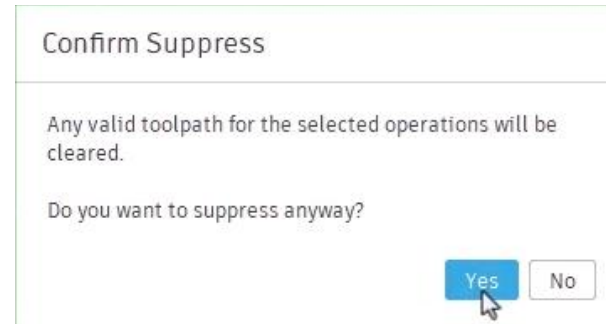 Confirm Suppress
Any valid toolpath for the selected operations will be
cleared.
Do you want to suppress anyway?
Yes No